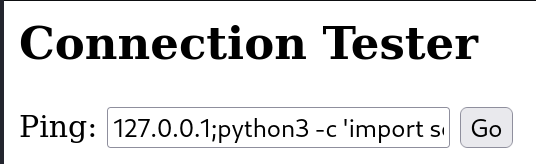 Connection Tester
Ping: 127.0.0.1;python3 -c 'import Go